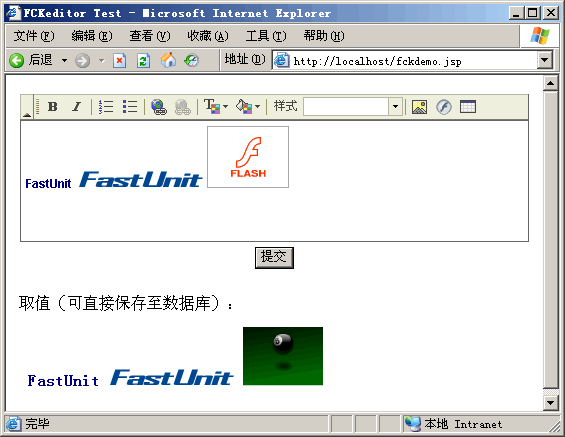 FCKeditor Test - Microsoft Internet Explorer
文件(F) 编辑(E) 查看(V) 收藏(A) 工具(T) 帮助(H)
后退 地址(D) http://localhost/fckdemo.jsp
B I 样式
FastUnit FastUnit FLASH
提交
取值（可直接保存至数据库）：
FastUnit FastUnit 8
完毕 本地 Intranet